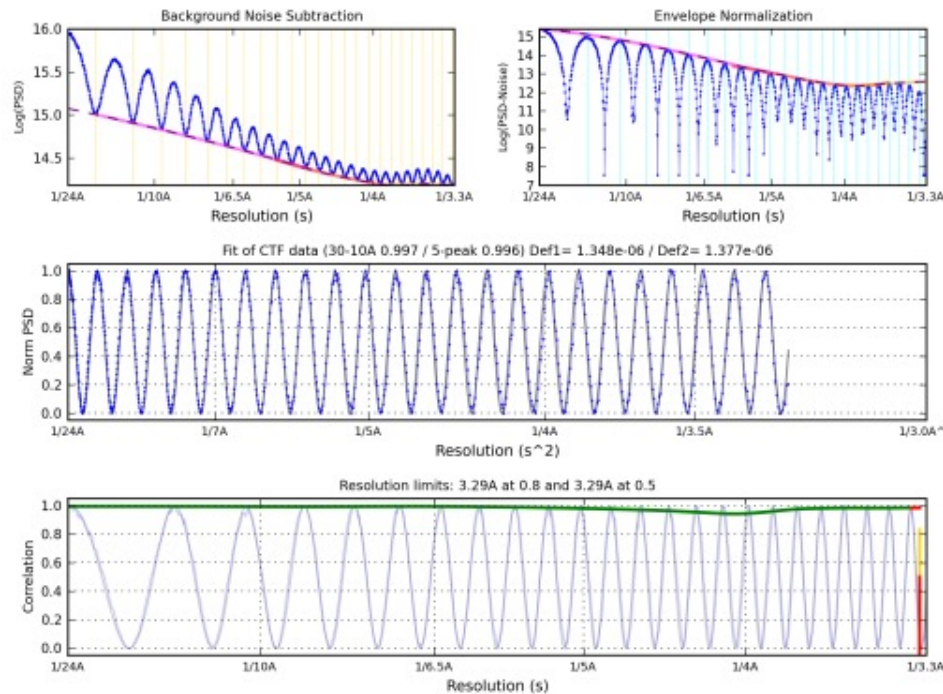 Background Noise Subtraction
Envelope Normalization
16.0
15.5
15.0
14.5
Log(PSD)
1/24A 1/10A 1/6.5A 1/5A 1/4A 1/3.3A
Resolution (s)
15
14
13
12
11
10
9
8
7
Log(PSD-Noise)
1/24A 1/10A 1/6.5A 1/5A 1/4A 1/3.3A
Resolution (s)
Fit of CTF data (30-10A 0.997 / 5-peak 0.996) Def1= 1.348e-06 / Def2= 1.377e-06
1.0
0.8
0.6
0.4
0.2
0.0
Norm PSD
1/24A 1/7A 1/5A 1/4A 1/3.5A 1/3.0A^
Resolution (s^2)
Resolution limits: 3.29A at 0.8 and 3.29A at 0.5
1.0
0.8
0.6
0.4
0.2
0.0
Correlation
1/24A 1/10A 1/6.5A 1/5A 1/4A 1/3.3A
Resolution (s)